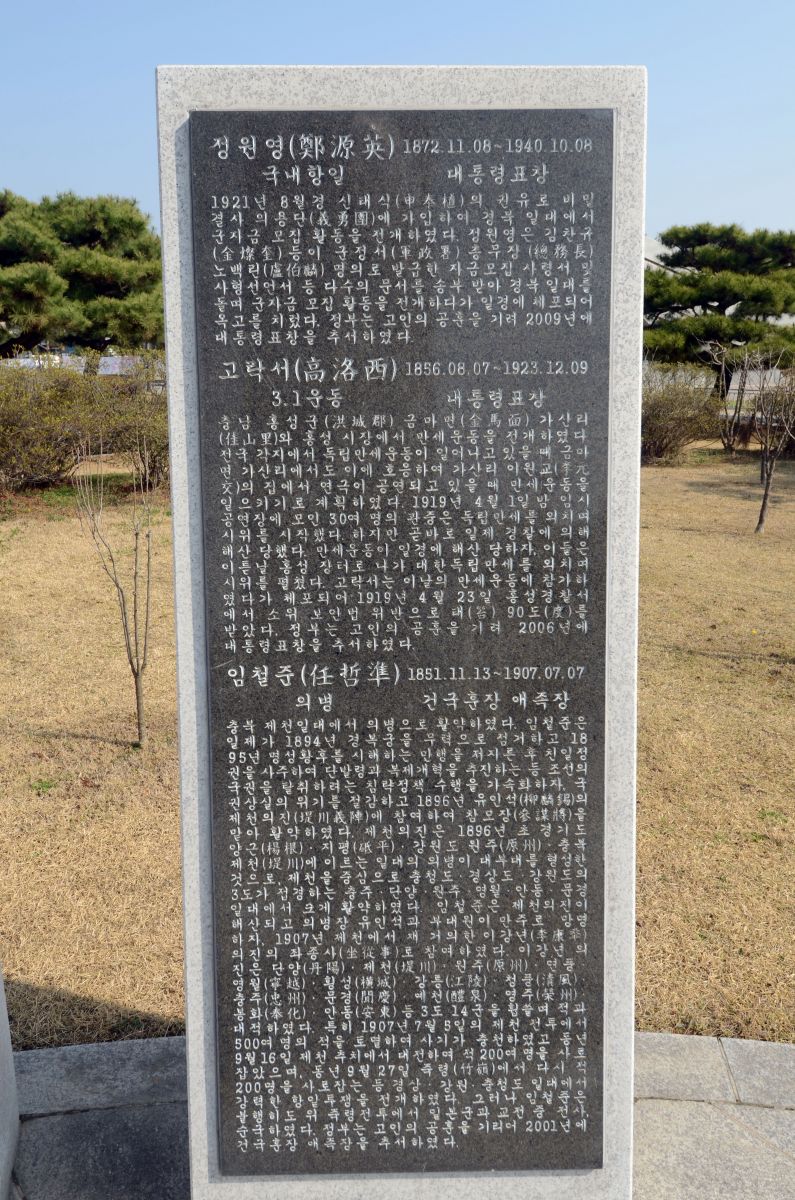 정원영(鄭源英) 1872.11.08~1940.10.08
국내항일 대통령표창
1921년 8월경 신태식(申泰植)의 권유로 비밀
결사 의용단(義勇團)에 가입하여 경북 일대에서
군자금 모집 활동을 전개하였다. 정원영은 김찬규
(金燦奎) 등이 군정서(軍政署) 총무장(總務長)
노백린(盧伯麟) 명의로 발급한 자금모집 사령서 및
사형선언서 등 다수의 문서를 송부 받아 경북 일대를
돌며 군자금 모집 활동을 전개하다가 일경에 체포되어
옥고를 치렀다. 정부는 고인의 공훈을 기려 2009년에
대통령표창을 추서하였다.
고락서(高洛西) 1856.08.07~1923.12.09
3.1운동 대통령표창
충남 홍성군(洪城郡) 금마면(金馬面) 가산리
(佳山里)와 홍성 시장에서 만세운동을 전개하였다
전국 각지에서 독립만세운동이 일어나고 있을 때 금마
면 가산리에서도 이에 호응하여 가산리 이원교(李元
交)의 집에서 연극이 공연되고 있을 때 만세운동을
일으키기로 계획하였다. 1919년 4월 1일 밤 임시
공연장에 모인 30여 명의 관중은 독립만세를 외치며
시위를 시작했다 하지만 곧바로 일제 경찰에 의해
해산 당했다. 만세운동이 일경에 해산 당하자, 이들은
이튿날 홍성 장터로 나가 대한독립만세를 외치며
시위를 펼쳤다. 고락서는 이날의 만세운동에 참가하
였다가 체포되어 1919년 4월 23일 홍성경찰서
에서 소위 보안법 위반으로 태(笞) 90도(度)를
받았다. 정부는 고인의 공훈을 기려 2006년에
대통령표창을 추서하였다.
임철준(任哲準) 1851.11.13~1907.07.07
의병 건국훈장 애족장
충북 제천일대에서 의병으로 활약하였다. 임철준은
일제가 1894년 경복궁을 무력으로 점거하고 18
95년 명성황후를 시해하는 만행을 저지른 후 친일정
권을 사주하여 단발령과 복제개혁을 추진하는 등 조선의
국권을 탈취하려는 침략정책 수행을 가속화하자, 국
권상실의 위기를 절감하고 1896년 유인석(柳麟錫)의
제천의진(堤川義陣)에 참여하여 참모장(參謀將)을
맡아 활약하였다. 제천의진은 1896년 초 경기도
양근(楊根)·지평(砥平)·강원도 원주(原州)·충북
제천(堤川)에 이르는 일대의 의병이 대부대를 형성한
것으로 제천을 중심으로 충청도 경상도 강원도의
3도가 접경하는 충주·단양 원주 영월 안동 문경
일대에서 크게 활약하였다. 임철준은 제천의진이
해산되고 의병장 유인석과 부대원이 만주로 망명
하자, 1907년 제천에서 재 거의한 이강년(李康秊)
의진의 좌종사(坐從事)로 참여하였다. 이강년 의
진은 단양(丹陽)·제천(堤川)·원주(原州)·연풍·
영월(寧越)·횡성(橫城)·강릉(江陵)·청풍(淸風)·
충주(忠州)·문경(聞慶)·예천(醴泉)·영주(榮州)·
봉화(奉化)·안동(安東) 등 3도 14군을 휩쓸며 적과
대적하였다. 특히 1907년 7월 5일의 제천 전투에서
500여 명의 적을 토멸하여 사기가 충천하였고 동년
9월 16일 제천 추치에서 대전하여 적 200여 명을 사로
잡았으며, 동년 9월 27일 죽령(竹嶺)에서 다시 적
200명을 사로잡는 등 경상·강원·충청도 일대에서
강력한 항일투쟁을 전개하였다. 그러나 임철준은
불행히도 위 죽령전투에서 일본군과 교전 중 전사,
순국하였다. 정부는 고인의 공훈을 기리어 2001년에
건국훈장 애족장을 추서하였다.